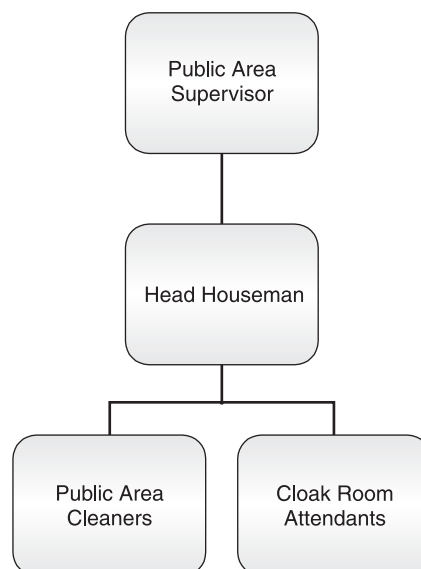 Public Area
Supervisor
Head Houseman
Public Area
Cleaners
Cloak Room
Attendants